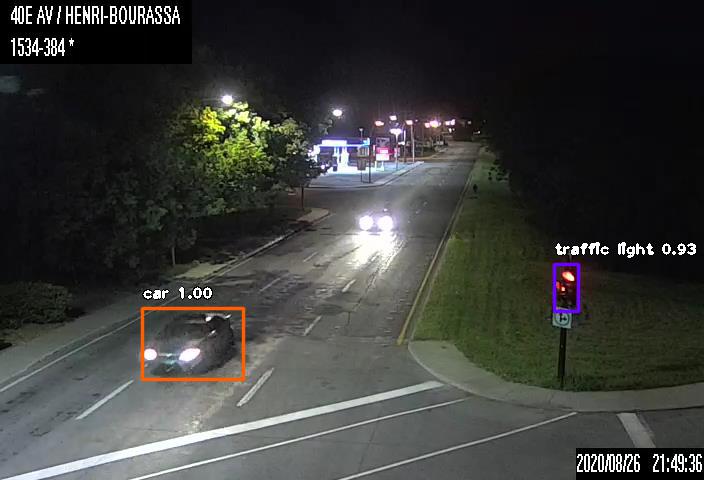 40E AV / HENRI-BOURASSA
1534-384 *
traffic light 0.93
car 1.00
2020/08/26 21:49:36